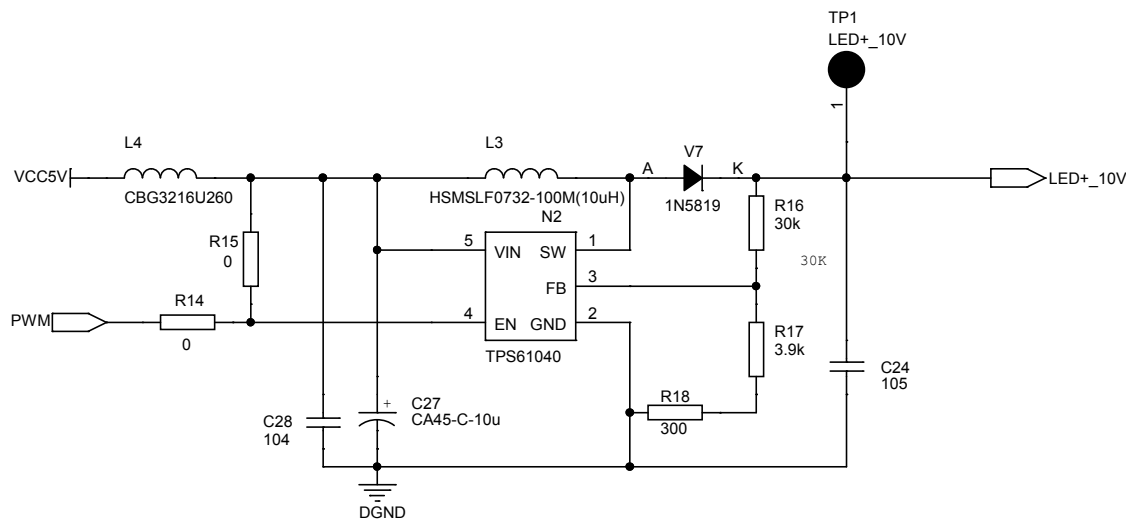 TP1
LED+_10V
1
L4
L3
V7
VCC5V
A
K
LED+_10V
CBG3216U260
HSMSLF0732-100M(10uH)
1N5819
R16
30k
N2
R15
0
5
VIN
SW
1
30K
FB
3
R14
PWM
0
4
EN
GND
2
R17
3.9k
TPS61040
C24
105
R18
300
C28
104
+
C27
CA45-C-10u
DGND